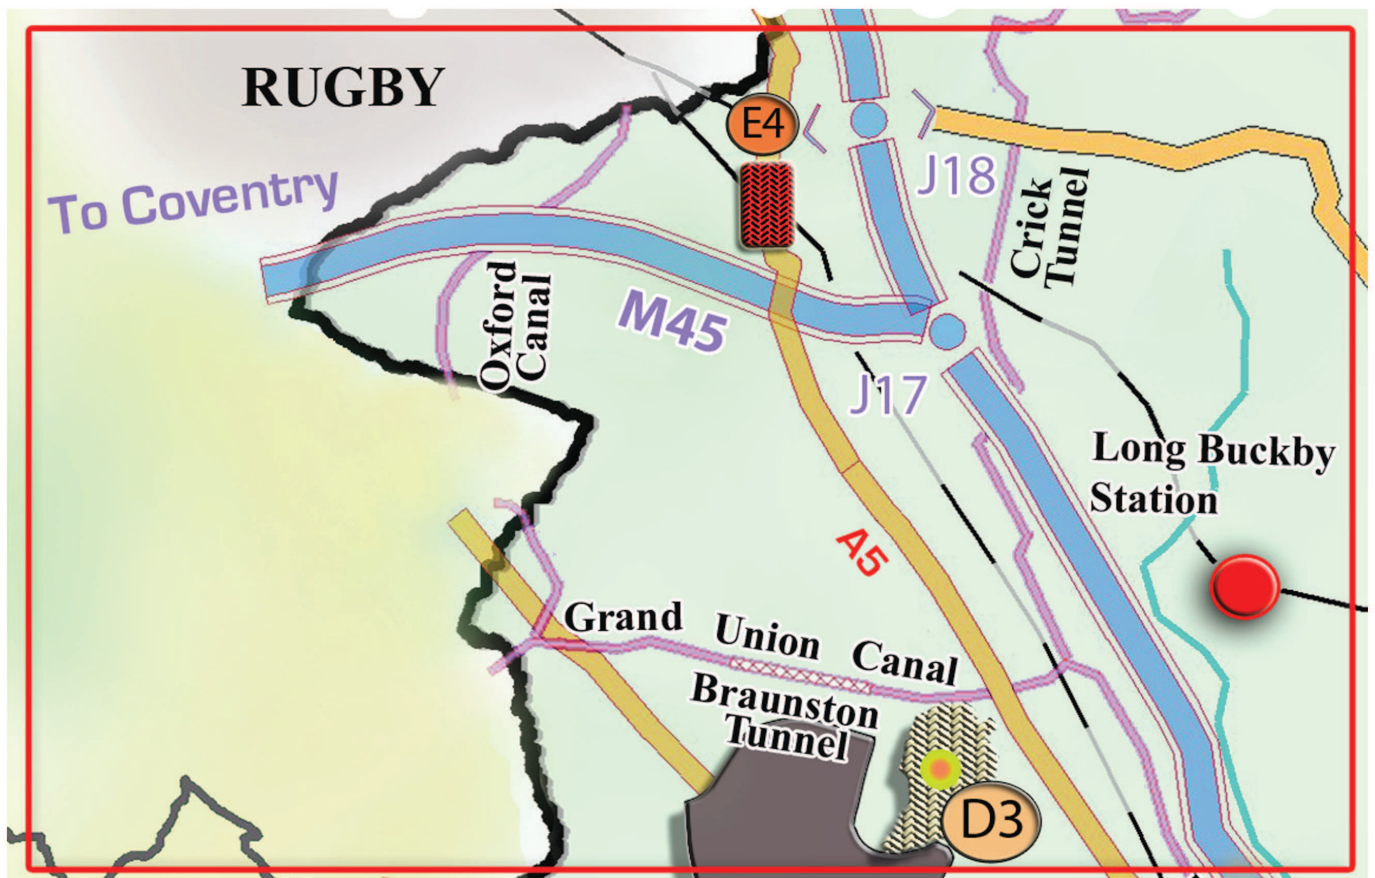 RUGBY
E4
To Coventry
J18
Crick
Tunnel
Oxford
Canal
M45
J17
Long Buckby
Station
A5
Grand Union Canal
Braunston
Tunnel
D3